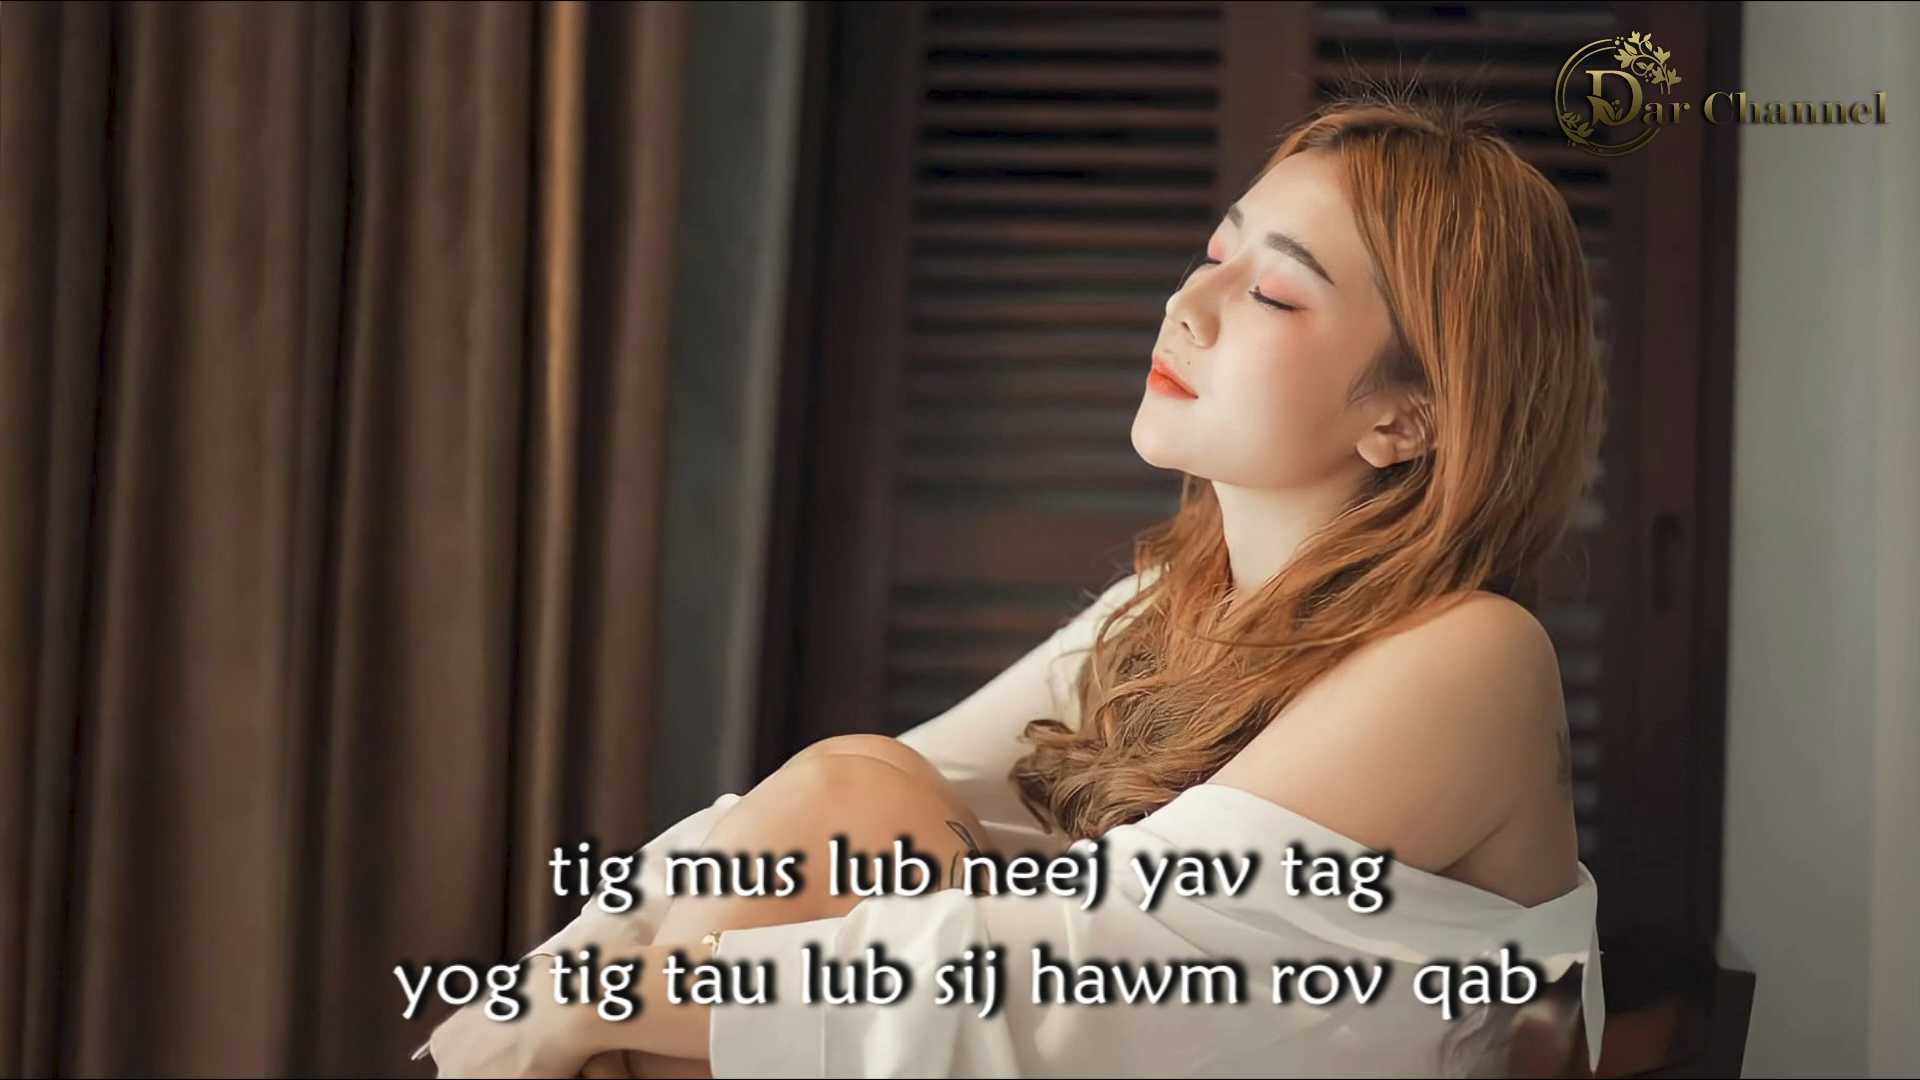 Dar Channel
tig mus lub neej yav tag
yog tig tau lub sij hawm rov qab